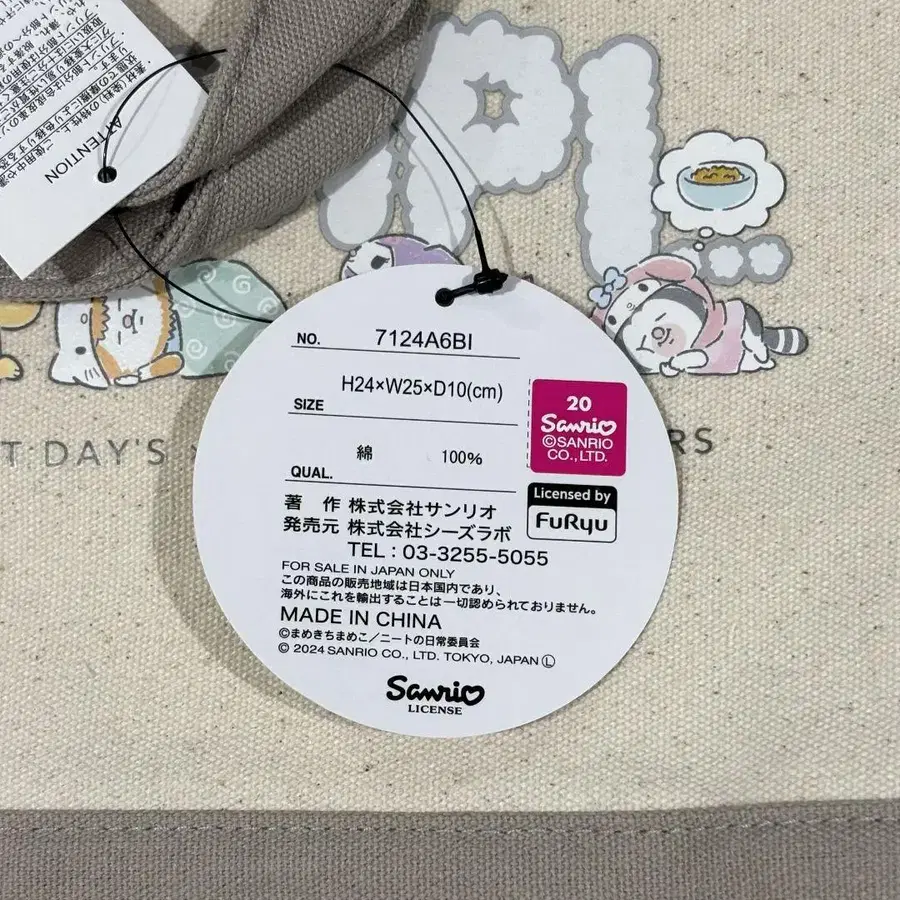 ATTENTION
NO. 7124A6BI
SIZE H24×W25×D10(cm)
QUAL. 綿 100%
20
Sanrio
©SANRIO
CO.,LTD.
著 作 株式会社サンリオ
発売元 株式会社シーズラボ
TEL : 03-3255-5055
Licensed by
FuRyu
FOR SALE IN JAPAN ONLY
この商品の販売地域は日本国内であり、
海外にこれを輸出することは一切認められておりません。
MADE IN CHINA
©まめきちまめこ／ニートの日常委員会
© 2024 SANRIO CO., LTD. TOKYO, JAPAN Ⓛ
Sanrio
LICENSE
T DAY'S
RS